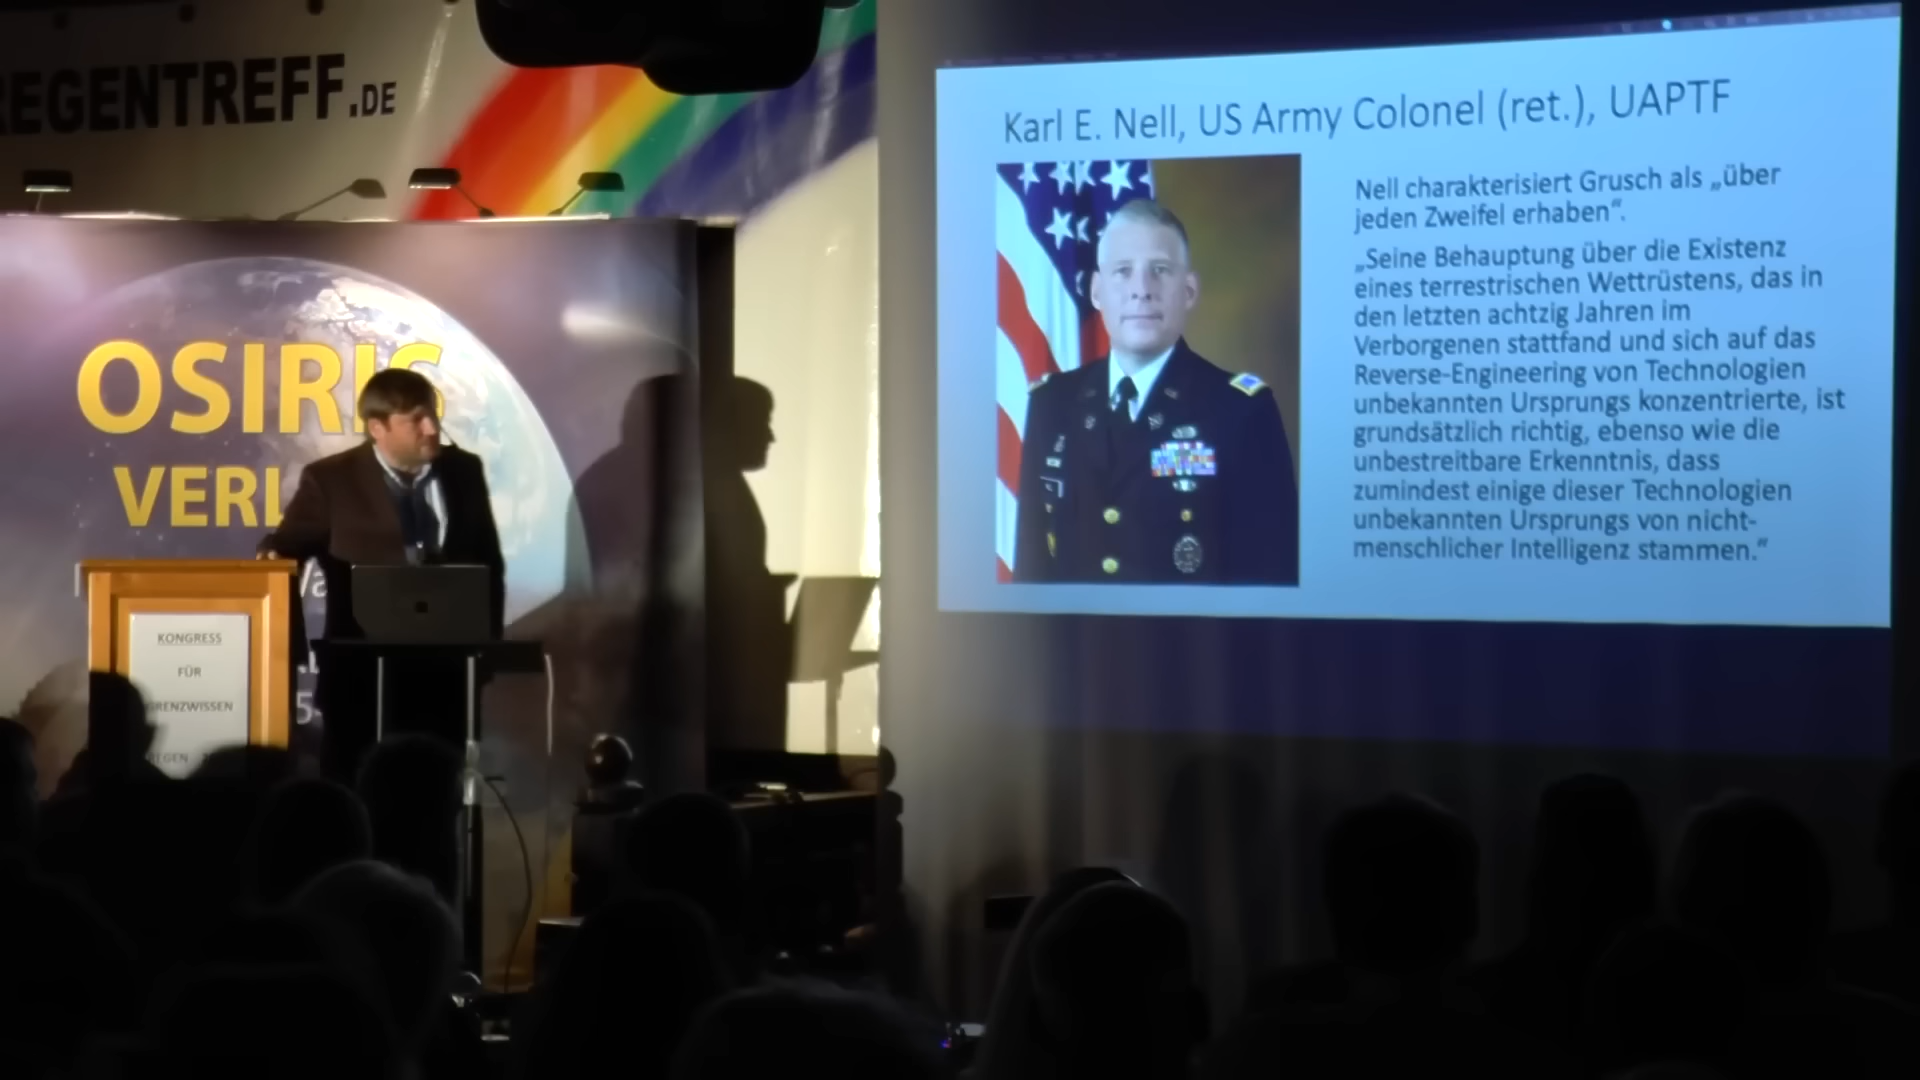 REGENTREFF.DE
OSIRIS
VERL
KONGRESS
FÜR
GRENZWISSEN
Karl E. Nell, US Army Colonel (ret.), UAPTF
Nell charakterisiert Grusch als „über
jeden Zweifel erhaben“.
„Seine Behauptung über die Existenz
eines terrestrischen Wettrüstens, das in
den letzten achtzig Jahren im
Verborgenen stattfand und sich auf das
Reverse-Engineering von Technologien
unbekannten Ursprungs konzentrierte, ist
grundsätzlich richtig, ebenso wie die
unbestreitbare Erkenntnis, dass
zumindest einige dieser Technologien
unbekannten Ursprungs von nicht-
menschlicher Intelligenz stammen.“